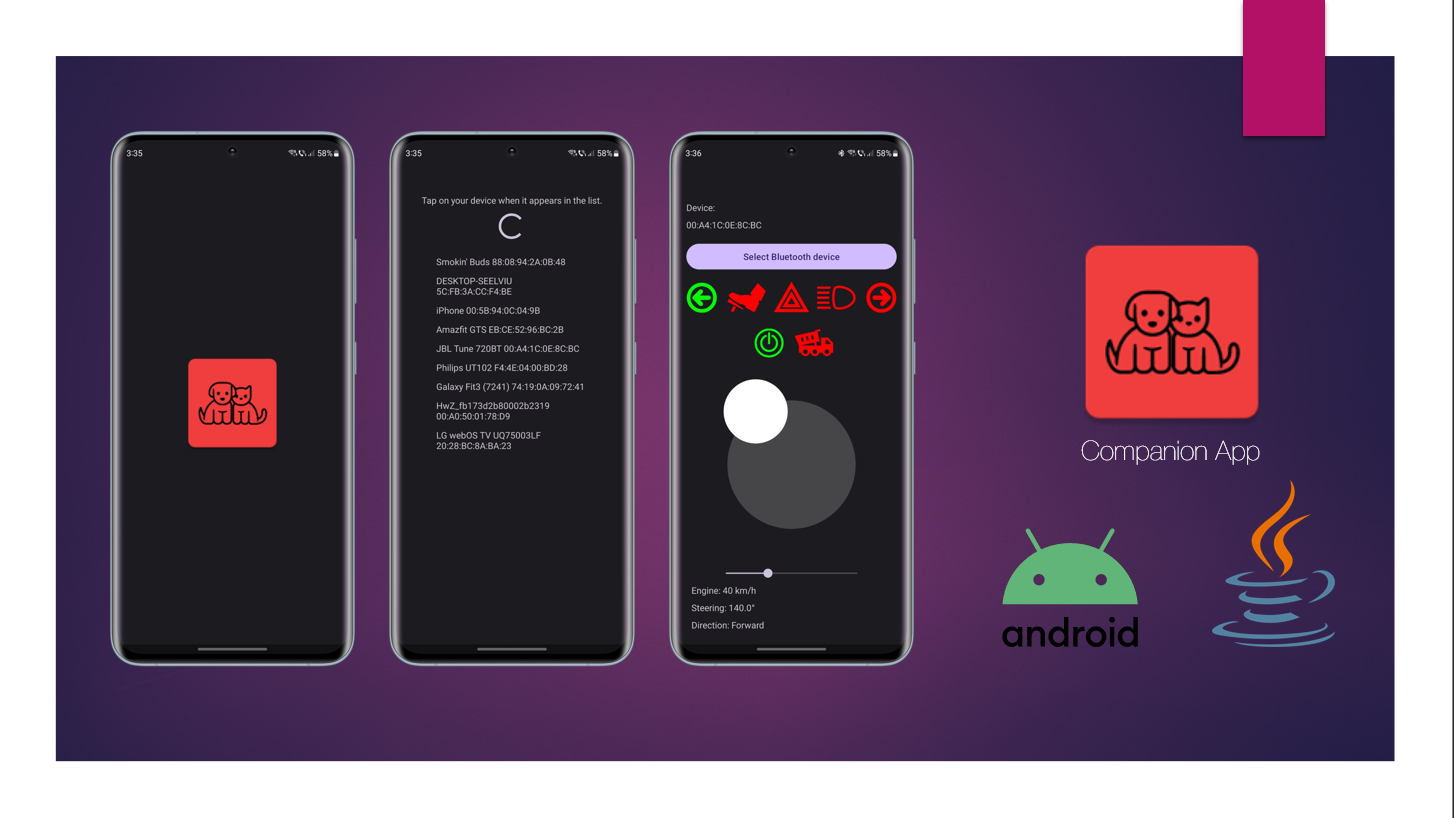 3:35
58%
3:35
58%
Tap on your device when it appears in the list.
Smokin' Buds 88:08:94:2A:0B:48
DESKTOP-SEELVIU
5C:FB:3A:CC:F4:BE
iPhone 00:5B:94:0C:04:9B
Amazfit GTS EB:CE:52:96:BC:2B
JBL Tune 720BT 00:A4:1C:0E:8C:BC
Philips UT102 F4:4E:04:00:BD:28
Galaxy Fit3 (7241) 74:19:0A:09:72:41
HwZ_fb173d2b80002b2319
00:A0:50:01:78:D9
LG webOS TV UQ75003LF
20:28:BC:8A:BA:23
3:36
58%
Device:
00:A4:1C:0E:8C:BC
Select Bluetooth device
Engine: 40 km/h
Steering: 140.0°
Direction: Forward
Companion App
android